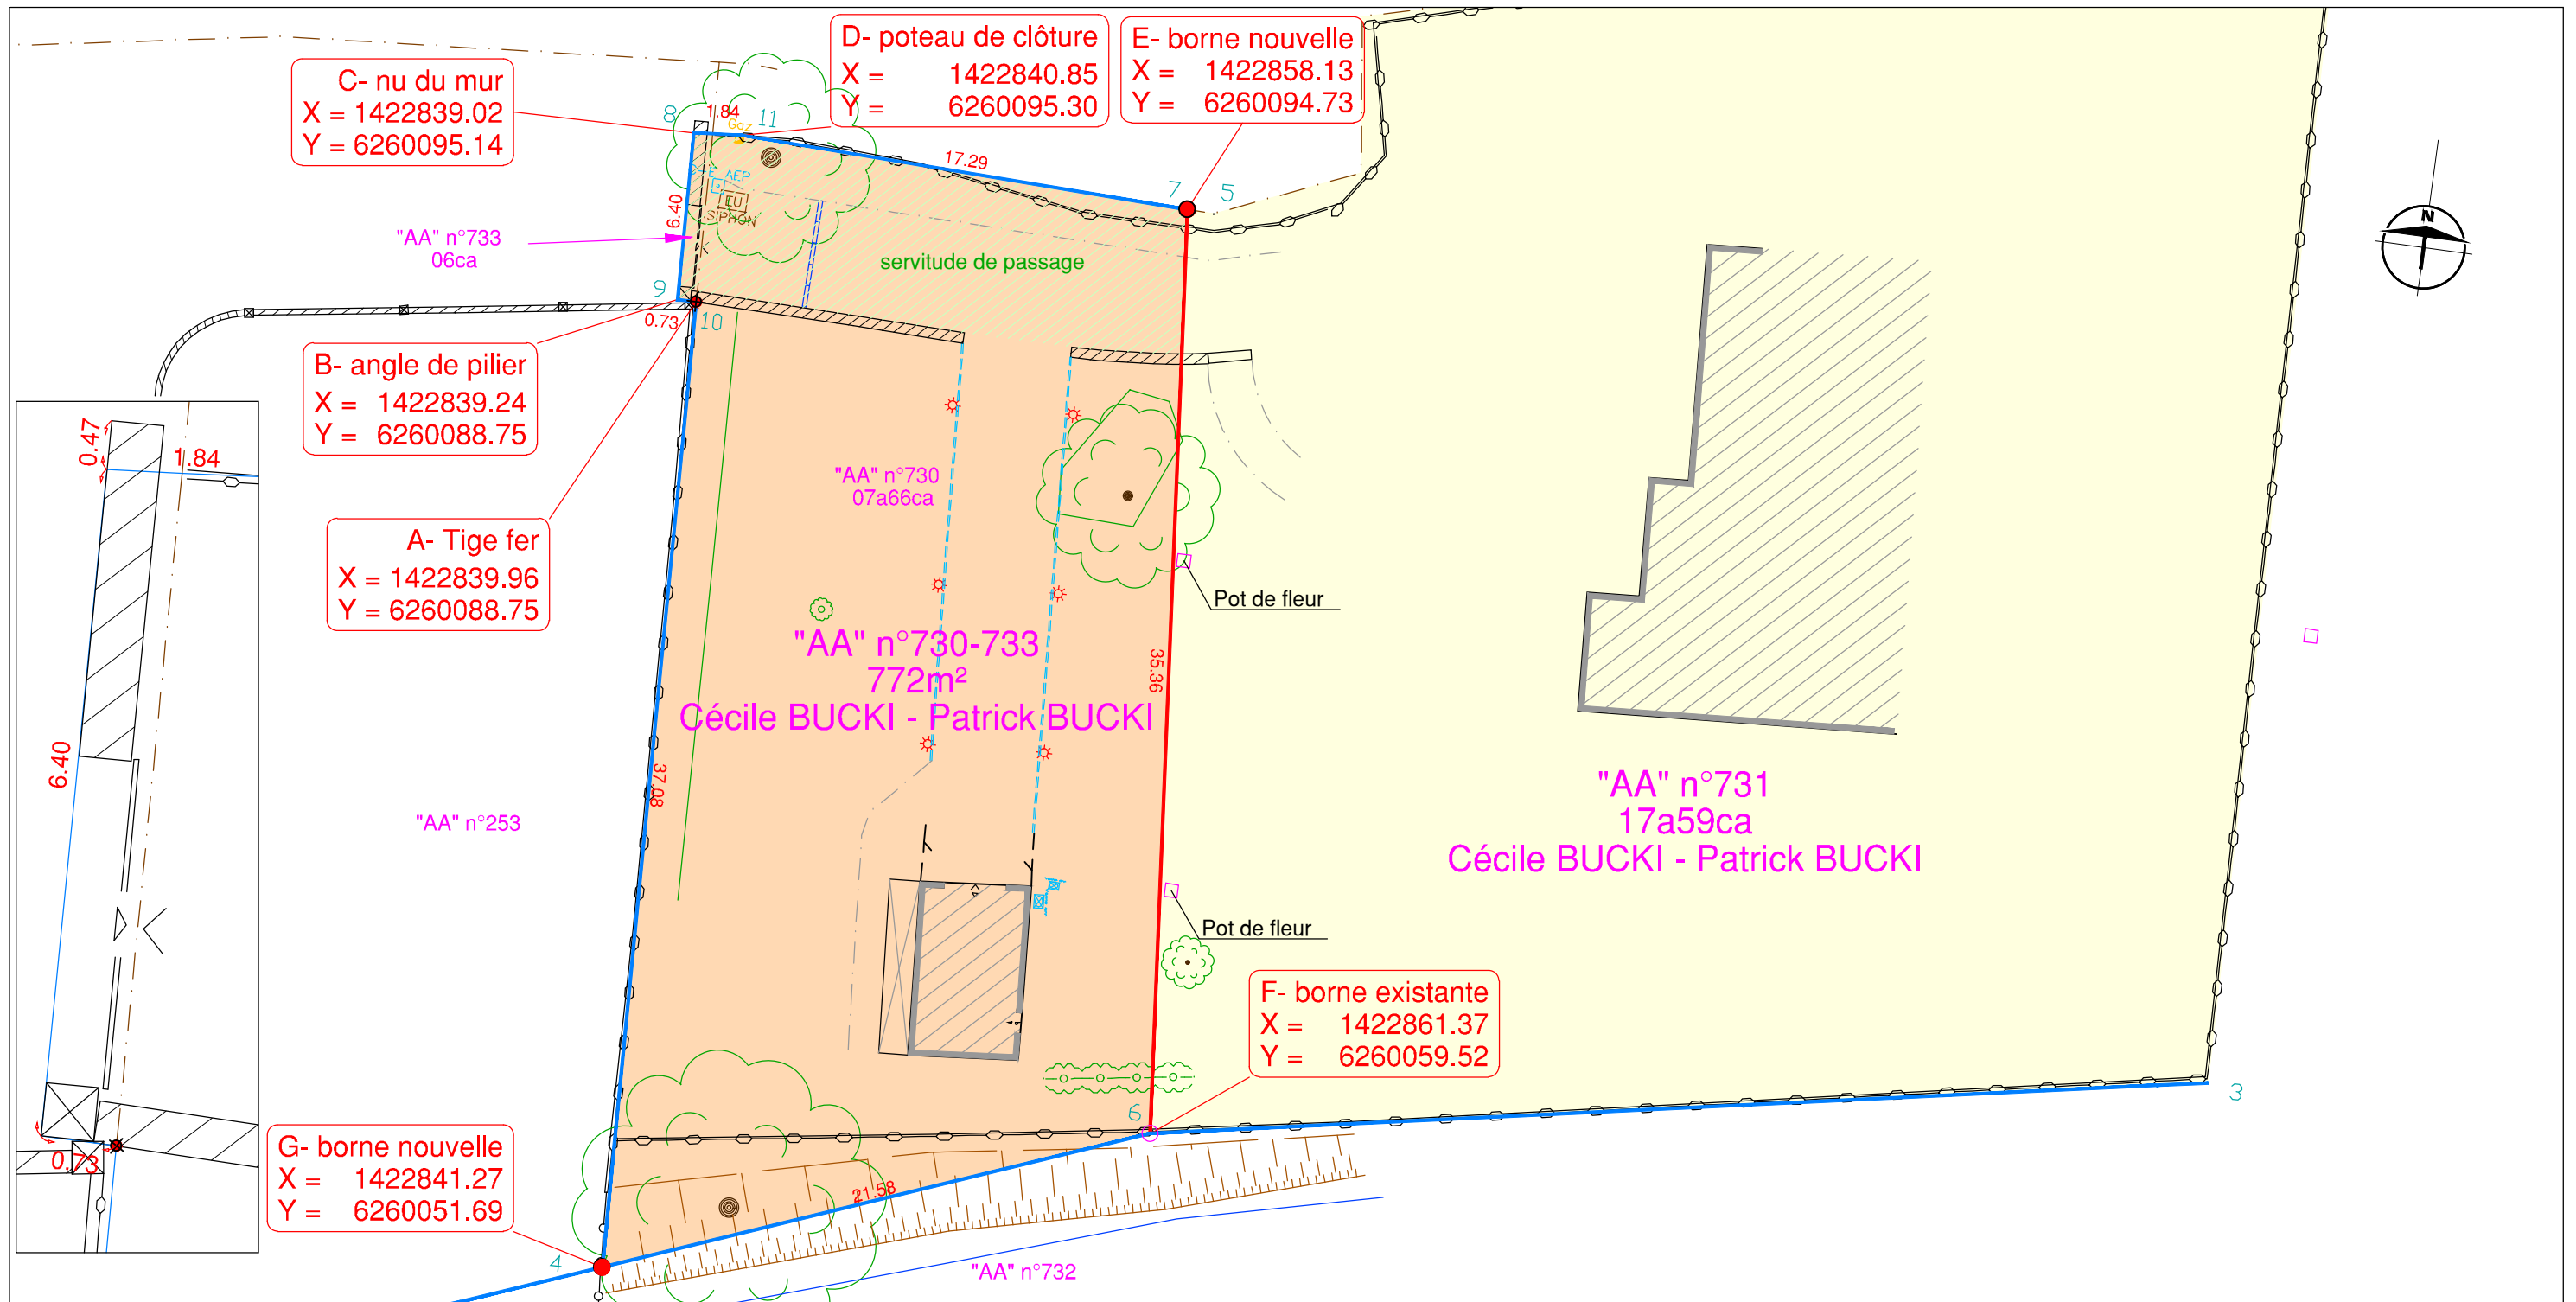 C- nu du mur
X = 1422839.02
Y = 6260095.14
D- poteau de clôture
X = 1422840.85
Y = 6260095.30
E- borne nouvelle
X = 1422858.13
Y = 6260094.73
8
1.84
11
Gaz
17.29
7
5
AEP
EU
SIPHON
6.40
"AA" n°733
06ca
servitude de passage
N
9
0.73
10
B- angle de pilier
X = 1422839.24
Y = 6260088.75
0.47
1.84
6.40
0.73
A- Tige fer
X = 1422839.96
Y = 6260088.75
"AA" n°730
07a66ca
Pot de fleur
"AA" n°730-733
772m²
Cécile BUCKI - Patrick BUCKI
35.36
37.08
"AA" n°253
"AA" n°731
17a59ca
Cécile BUCKI - Patrick BUCKI
Pot de fleur
F- borne existante
X = 1422861.37
Y = 6260059.52
6
3
G- borne nouvelle
X = 1422841.27
Y = 6260051.69
21.58
4
"AA" n°732